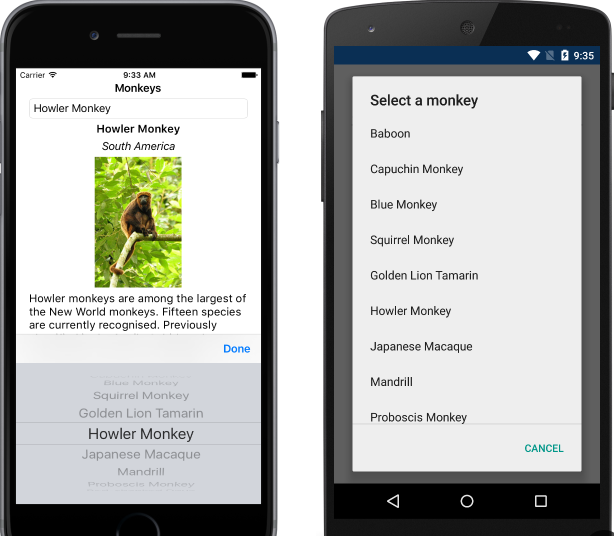 Carrier
9:33 AM
Monkeys
Howler Monkey
Howler Monkey
South America
Howler monkeys are among the largest of
the New World monkeys. Fifteen species
are currently recognised. Previously
Done
Blue Monkey
Squirrel Monkey
Golden Lion Tamarin
Howler Monkey
Japanese Macaque
Mandrill
Proboscis Monkey
9:35
Select a monkey
Baboon
Capuchin Monkey
Blue Monkey
Squirrel Monkey
Golden Lion Tamarin
Howler Monkey
Japanese Macaque
Mandrill
Proboscis Monkey
CANCEL